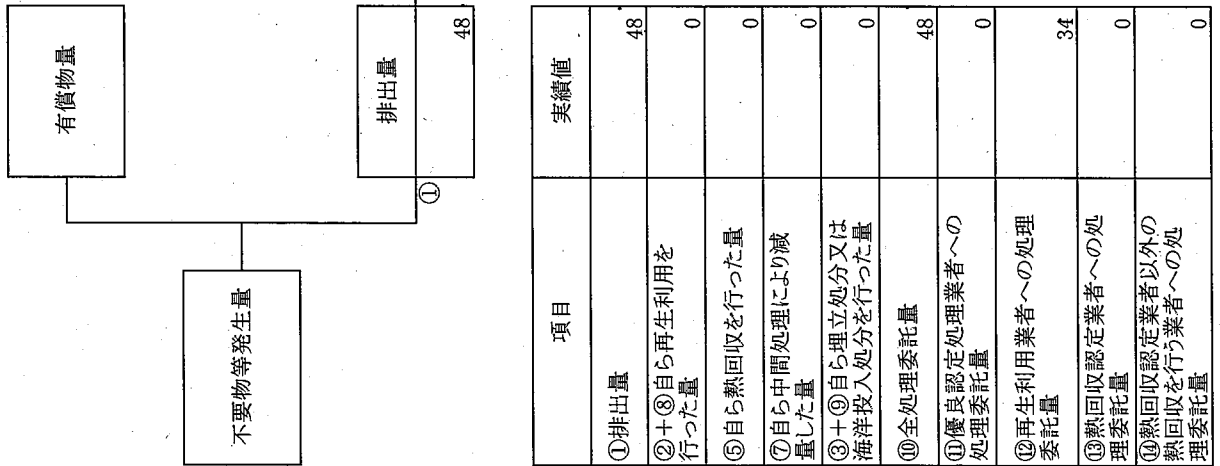 有償物量
不要物等発生量
①
排出量
48
項目
実績値
①排出量
48
②+⑧自ら再生利用を
行った量
0
⑤自ら熱回収を行った量
0
⑦自ら中間処理により減
量した量
0
③+⑨自ら埋立処分又は
海洋投入処分を行った量
0
⑩全処理委託量
48
⑪優良認定処理業者への
処理委託量
0
⑫再生利用業者への処理
委託量
34
⑬熱回収認定業者への処
理委託量
0
⑭熱回収認定業者以外の
熱回収を行う業者への処
理委託量
0